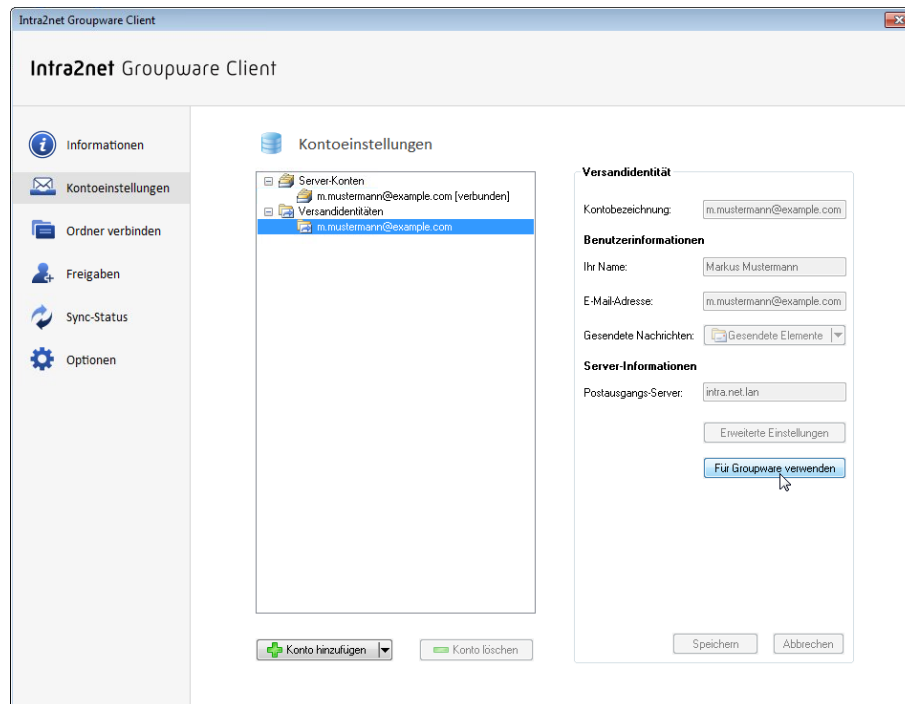 Intra2net Groupware Client
Intra2net Groupware Client
Informationen
Kontoeinstellungen
Ordner verbinden
Freigaben
Sync-Status
Optionen
Kontoeinstellungen
Server-Konten
m.mustermann@example.com [verbunden]
Versandidentitäten
m.mustermann@example.com
Konto hinzufügen
Konto löschen
Versandidentität
Kontobezeichnung: m.mustermann@example.com
Benutzerinformationen
Ihr Name: Markus Mustermann
E-Mail-Adresse: m.mustermann@example.com
Gesendete Nachrichten: Gesendete Elemente
Server-Informationen
Postausgangs-Server: intra.net.lan
Erweiterte Einstellungen
Für Groupware verwenden
Speichern Abbrechen